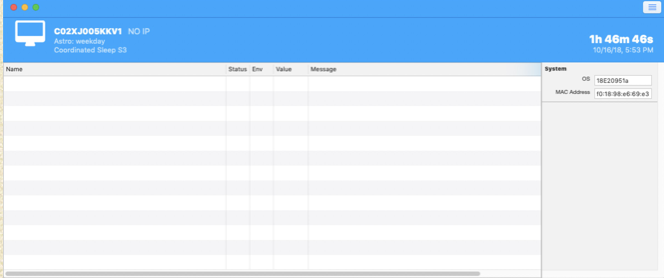 C02XJ005KKV1 NO IP
Astro: weekday
Coordinated Sleep S3
1h 46m 46s
10/16/18, 5:53 PM
Name Status Env Value Message
System
OS 18E20951a
MAC Address f0:18:98:e6:69:e3